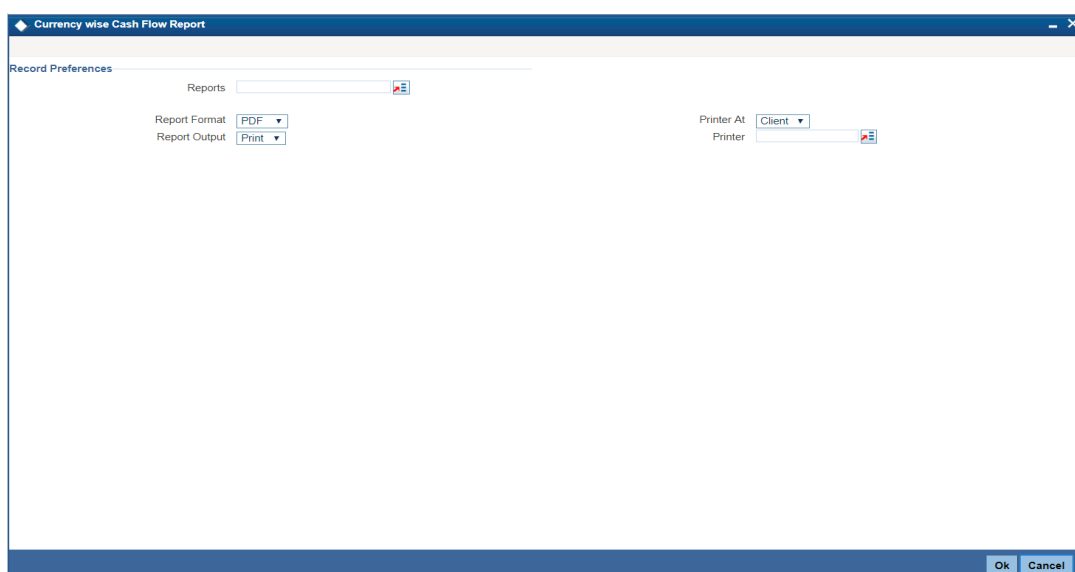 Currency wise Cash Flow Report
Record Preferences
Reports
Report Format PDF Printer At Client
Report Output Print Printer
Ok Cancel